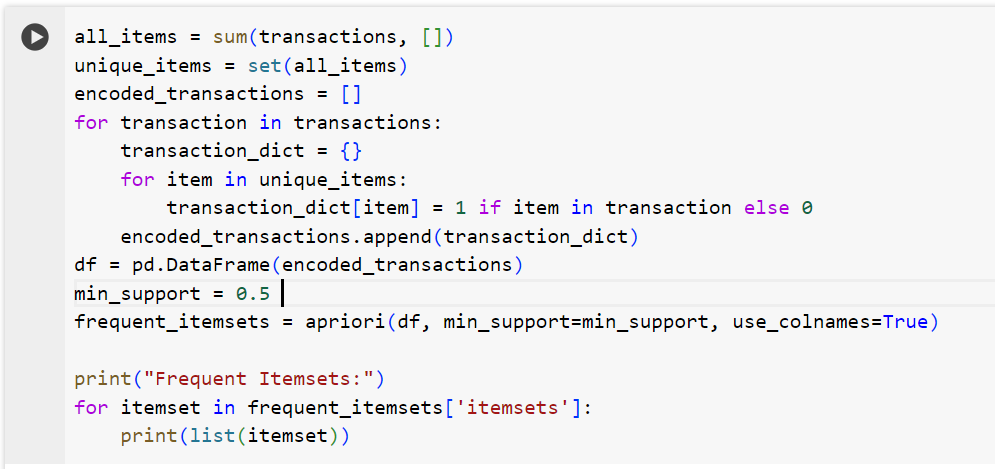 all_items = sum(transactions, [])
unique_items = set(all_items)
encoded_transactions = []
for transaction in transactions:
    transaction_dict = {}
    for item in unique_items:
        transaction_dict[item] = 1 if item in transaction else 0
    encoded_transactions.append(transaction_dict)
df = pd.DataFrame(encoded_transactions)
min_support = 0.5
frequent_itemsets = apriori(df, min_support=min_support, use_colnames=True)

print("Frequent Itemsets:")
for itemset in frequent_itemsets['itemsets']:
    print(list(itemset))